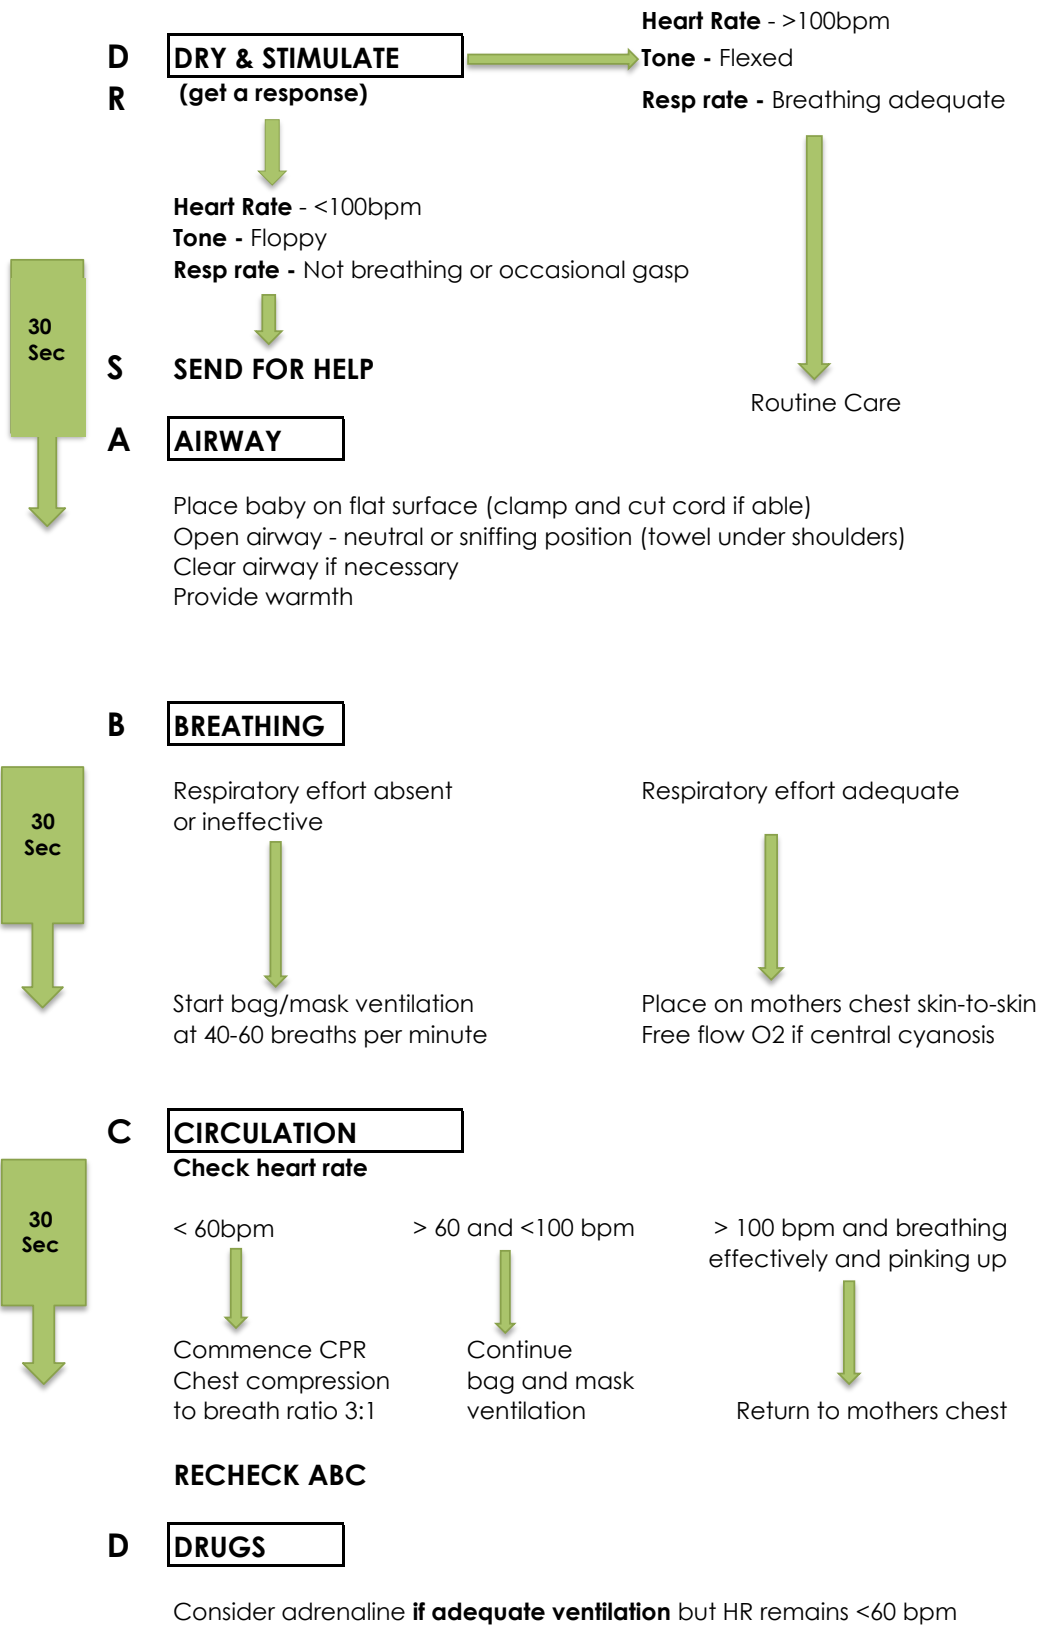 Heart Rate - >100bpm
D DRY & STIMULATE Tone - Flexed
R (get a response) Resp rate - Breathing adequate
Heart Rate - <100bpm
Tone - Floppy
Resp rate - Not breathing or occasional gasp
30
Sec
S SEND FOR HELP
Routine Care
A AIRWAY
Place baby on flat surface (clamp and cut cord if able)
Open airway - neutral or sniffing position (towel under shoulders)
Clear airway if necessary
Provide warmth
B BREATHING
30
Sec
Respiratory effort absent
or ineffective
Respiratory effort adequate
Start bag/mask ventilation
at 40-60 breaths per minute
Place on mothers chest skin-to-skin
Free flow O2 if central cyanosis
C CIRCULATION
Check heart rate
30
Sec
< 60bpm
> 60 and <100 bpm
> 100 bpm and breathing
effectively and pinking up
Commence CPR
Chest compression
to breath ratio 3:1
Continue
bag and mask
ventilation
Return to mothers chest
RECHECK ABC
D DRUGS
Consider adrenaline if adequate ventilation but HR remains <60 bpm